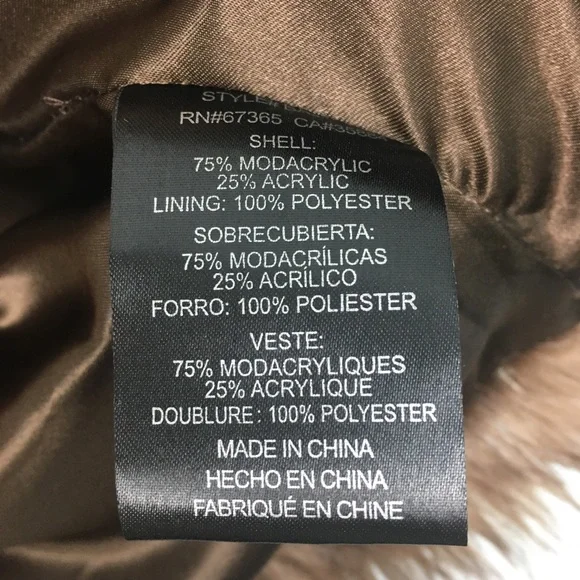 STYLE#
RN#67365 CA#
SHELL:
75% MODACRYLIC
25% ACRYLIC
LINING: 100% POLYESTER
SOBRECUBIERTA:
75% MODACRÍLICAS
25% ACRÍLICO
FORRO: 100% POLIESTER
VESTE:
75% MODACRYLIQUES
25% ACRYLIQUE
DOUBLURE: 100% POLYESTER
MADE IN CHINA
HECHO EN CHINA
FABRIQUÉ EN CHINE